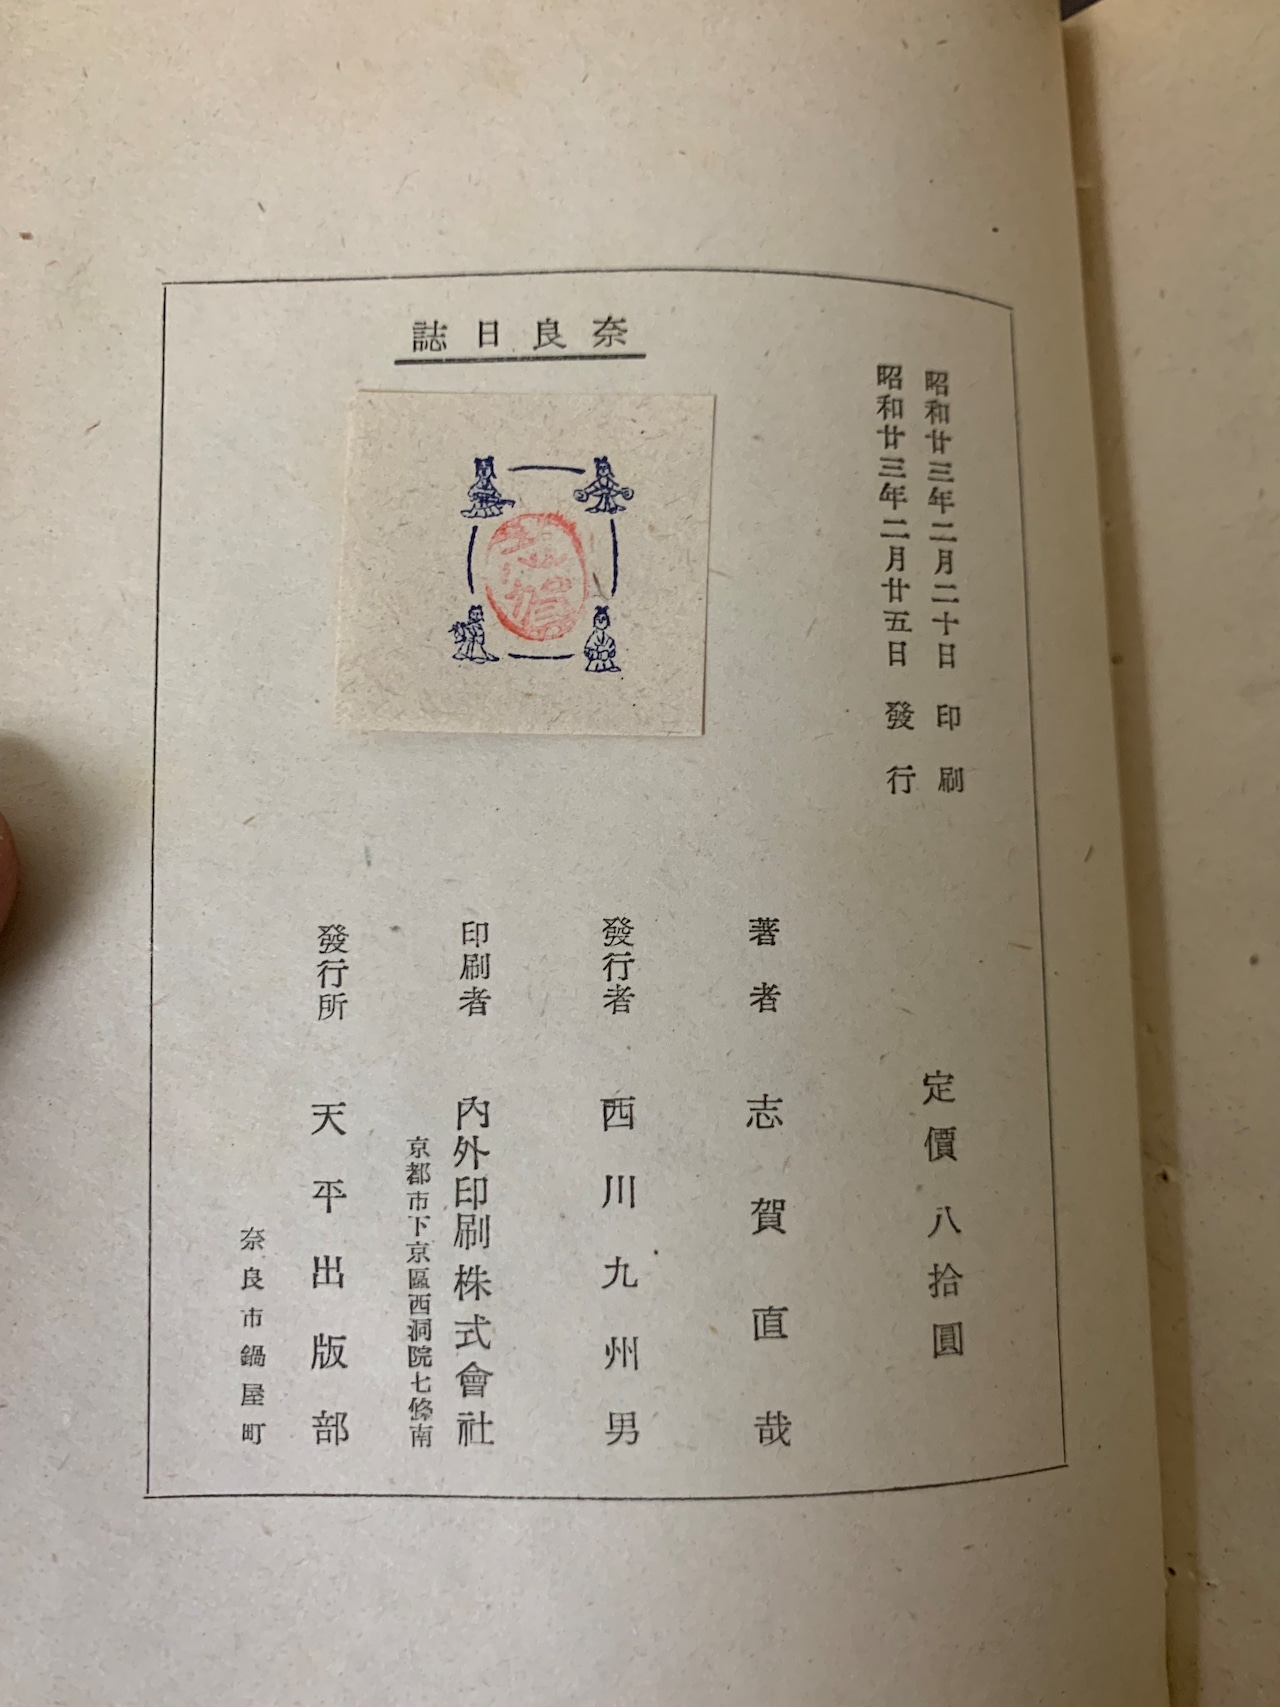 昭和廿三年二月二十日　印刷
昭和廿三年二月廿五日　發行
誌日良奈
定價　八拾圓
著者　志賀直哉
發行者　西川九州男
印刷者　內外印刷株式會社
京都市下京區西洞院七條南
發行所　天平出版部
奈良市鍋屋町